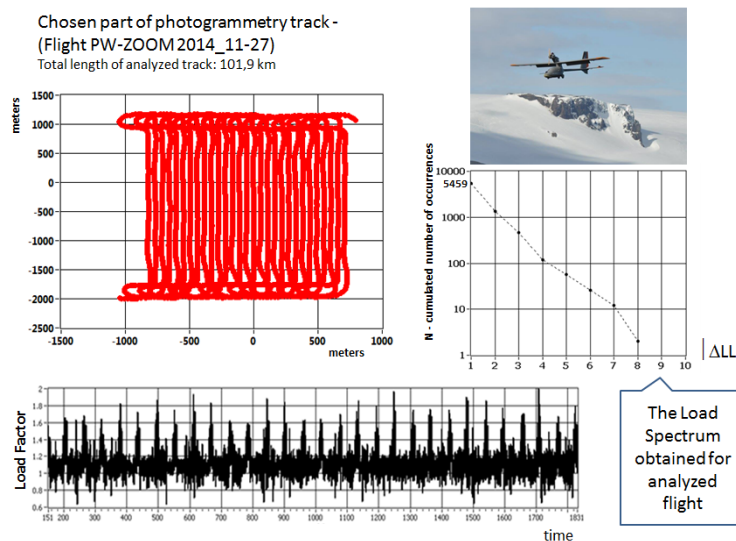 Chosen part of photogrammetry track -
(Flight PW-ZOOM 2014_11-27)
Total length of analyzed track: 101,9 km
meters
1500
1000
500
0
-500
-1000
-1500
-2000
-2500
-1500 -1000 -500 0 500 1000
meters
N - cumulated number of occurrences
10000
5459
1000
100
10
1
1 2 3 4 5 6 7 8 9 10
|ΔLL
Load Factor
2
1.8
1.6
1.4
1.2
1
0.8
0.6
151 200 300 400 500 600 700 800 900 1000 1100 1200 1300 1400 1500 1600 1700 1831
time
The Load
Spectrum
obtained for
analyzed
flight